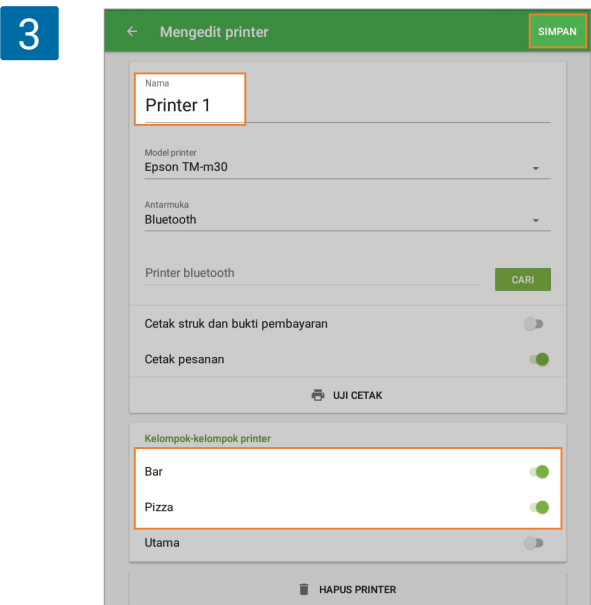 3
Mengedit printer
SIMPAN
Nama
Printer 1
Model printer
Epson TM-m30
Antarmuka
Bluetooth
Printer bluetooth
CARI
Cetak struk dan bukti pembayaran
Cetak pesanan
UJI CETAK
Kelompok-kelompok printer
Bar
Pizza
Utama
HAPUS PRINTER